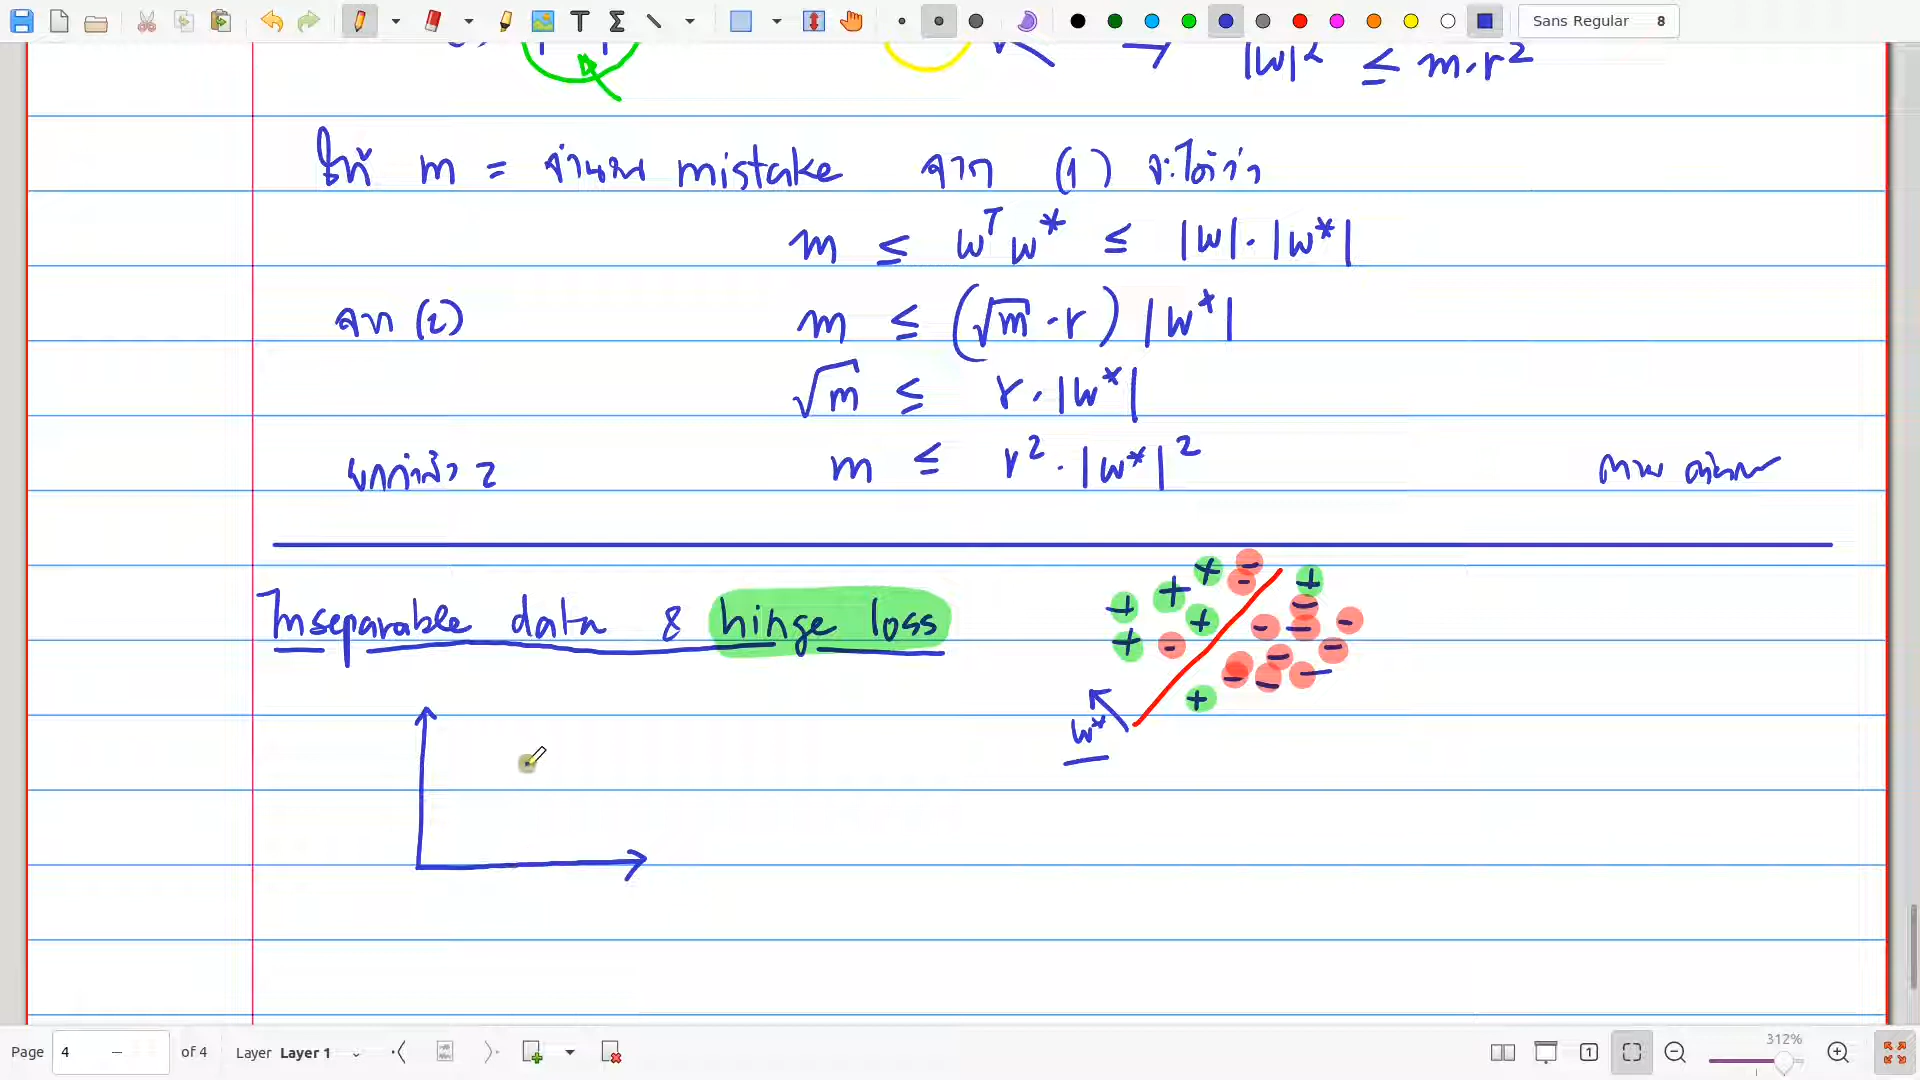 Sans Regular 8
|w|² ≤ m·r²
ให้ m = จำนวน mistake จาก (1) จะได้ว่า
m ≤ wᵀw* ≤ |w|·|w*|
จาก (2) m ≤ (√m·r)|w*|
√m ≤ r·|w*|
ยกกำลัง 2 m ≤ r²·|w*|²
Inseparable data & hinge loss
w*
Page 4 of 4 Layer Layer 1 312%